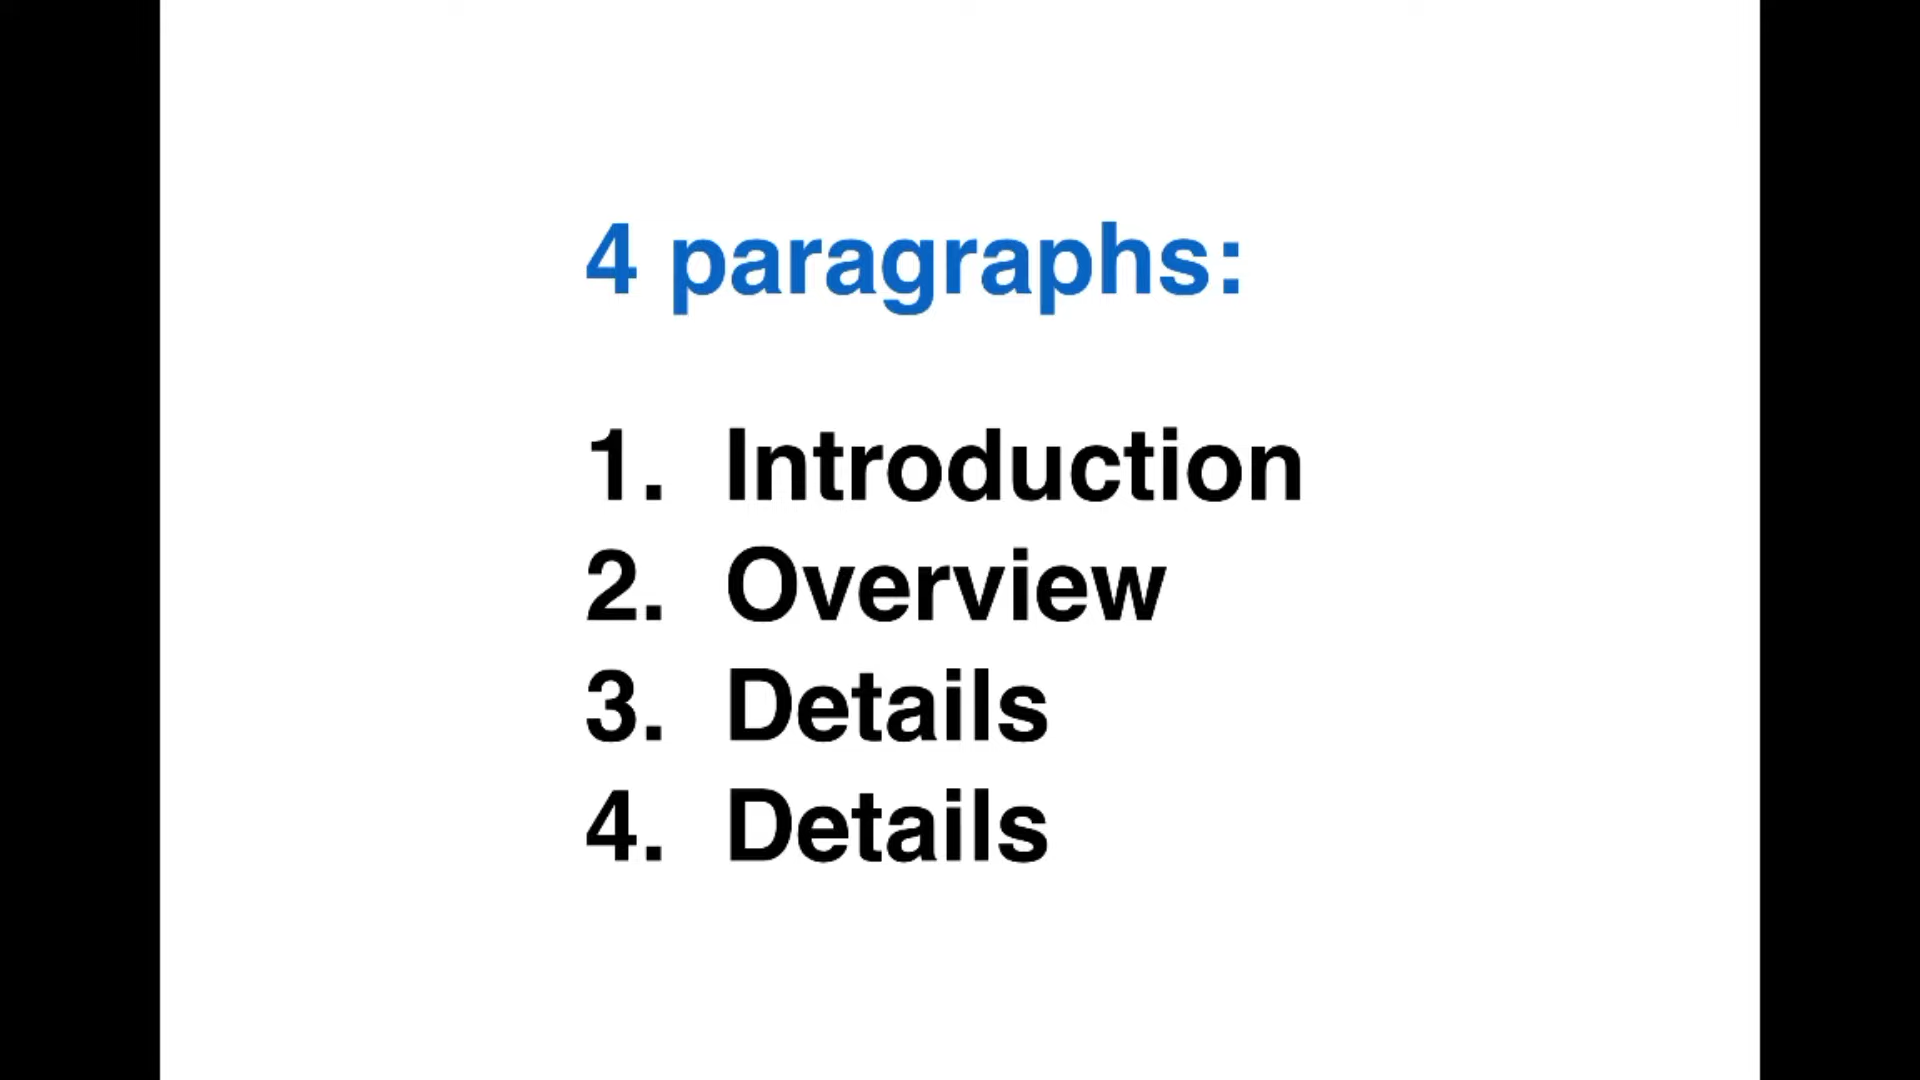 4 paragraphs:
1. Introduction
2. Overview
3. Details
4. Details